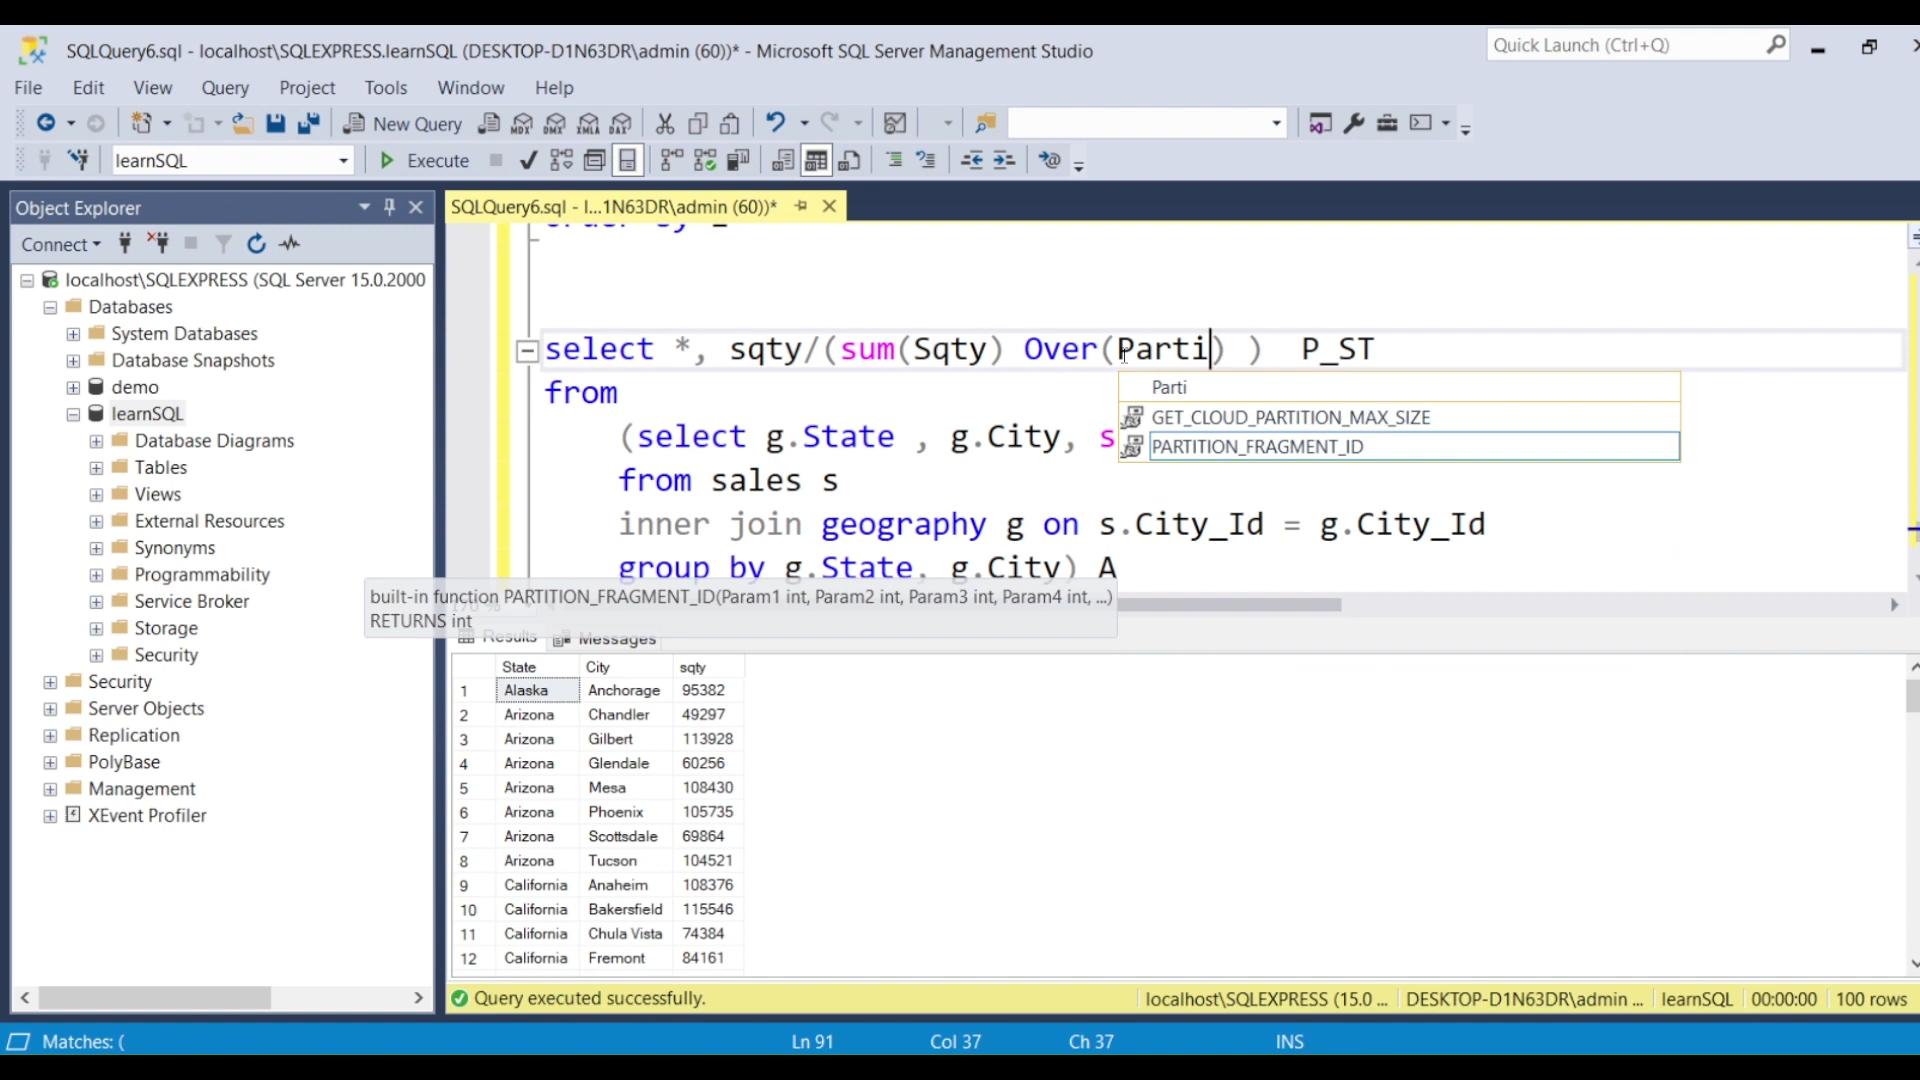 SQLQuery6.sql - localhost\SQLEXPRESS.learnSQL (DESKTOP-D1N63DR\admin (60))* - Microsoft SQL Server Management Studio
Quick Launch (Ctrl+Q)
File Edit View Query Project Tools Window Help
New Query MDX DMX XMLA DAX
learnSQL Execute
Object Explorer
SQLQuery6.sql - l...1N63DR\admin (60))*
Connect
localhost\SQLEXPRESS (SQL Server 15.0.2000
Databases
System Databases
Database Snapshots
demo
learnSQL
Database Diagrams
Tables
Views
External Resources
Synonyms
Programmability
Service Broker
Storage
Security
Security
Server Objects
Replication
PolyBase
Management
XEvent Profiler
select *, sqty/(sum(Sqty) Over(Parti) ) P_ST
from
(select g.State , g.City, s
from sales s
inner join geography g on s.City_Id = g.City_Id
group by g.State, g.City) A
Parti
GET_CLOUD_PARTITION_MAX_SIZE
PARTITION_FRAGMENT_ID
built-in function PARTITION_FRAGMENT_ID(Param1 int, Param2 int, Param3 int, Param4 int, ...)
RETURNS int
Results Messages
State City sqty
1 Alaska Anchorage 95382
2 Arizona Chandler 49297
3 Arizona Gilbert 113928
4 Arizona Glendale 60256
5 Arizona Mesa 108430
6 Arizona Phoenix 105735
7 Arizona Scottsdale 69864
8 Arizona Tucson 104521
9 California Anaheim 108376
10 California Bakersfield 115546
11 California Chula Vista 74384
12 California Fremont 84161
Query executed successfully.
localhost\SQLEXPRESS (15.0 ... DESKTOP-D1N63DR\admin ... learnSQL 00:00:00 100 rows
Matches: (
Ln 91 Col 37 Ch 37 INS